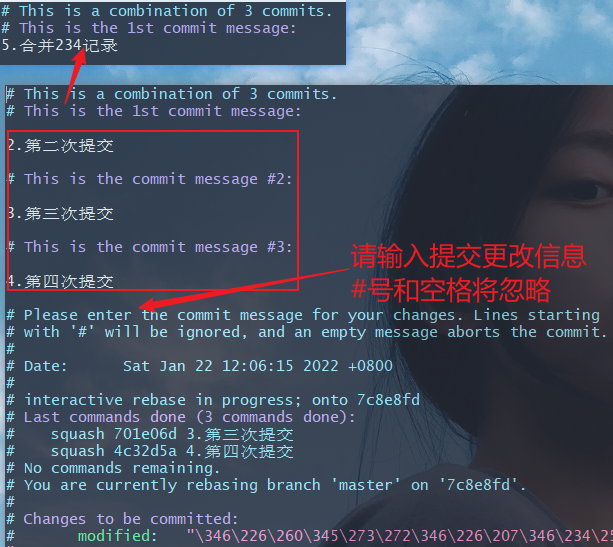 # This is a combination of 3 commits.
# This is the 1st commit message:
5.合并234记录
# This is a combination of 3 commits.
# This is the 1st commit message:
2.第二次提交
# This is the commit message #2:
3.第三次提交
# This is the commit message #3:
4.第四次提交
请输入提交更改信息
#号和空格将忽略
# Please enter the commit message for your changes. Lines starting
# with '#' will be ignored, and an empty message aborts the commit.
#
# Date:      Sat Jan 22 12:06:15 2022 +0800
#
# interactive rebase in progress; onto 7c8e8fd
# Last commands done (3 commands done):
#    squash 701e06d 3.第三次提交
#    squash 4c32d5a 4.第四次提交
# No commands remaining.
# You are currently rebasing branch 'master' on '7c8e8fd'.
#
# Changes to be committed:
#       modified:   "\346\226\260\345\273\272\346\226\207\346\234\25